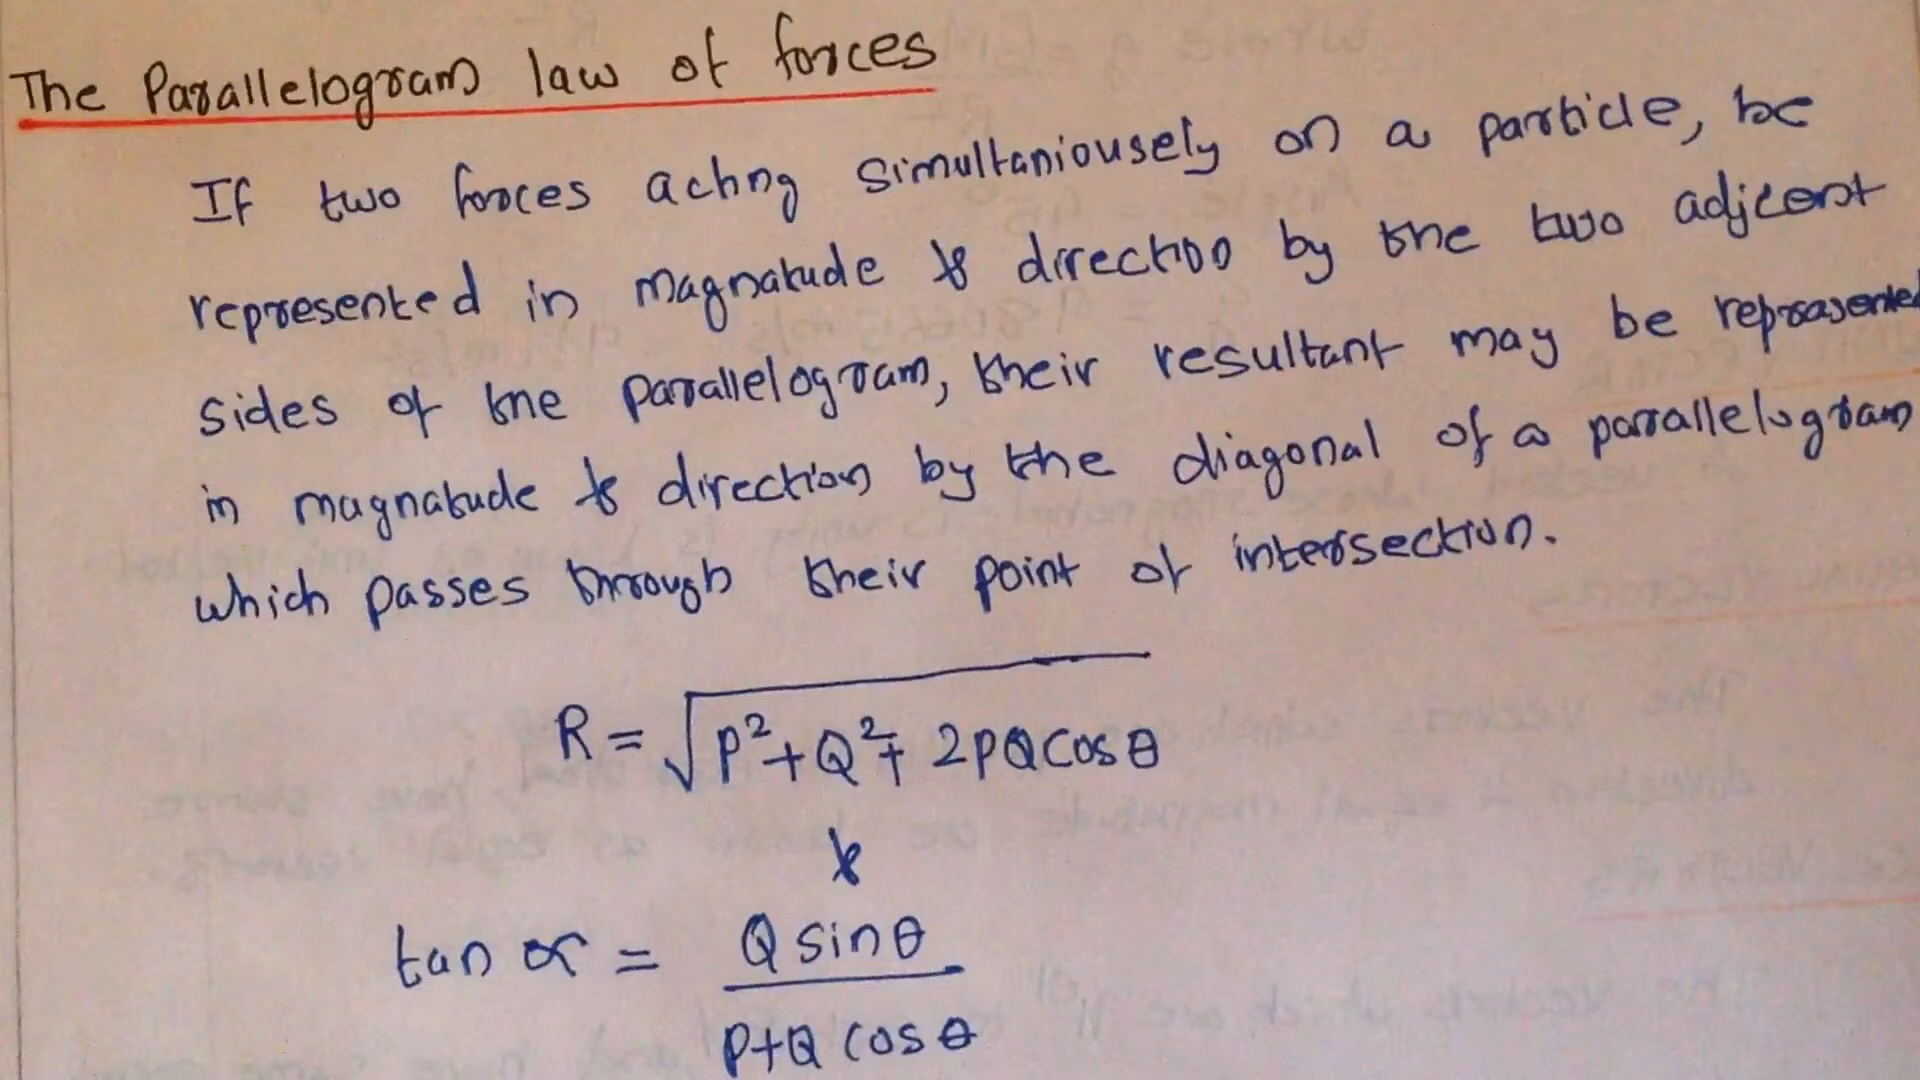 The Parallelogram law of forces
If two forces acting simultaniousely on a particle, be
represented in magnatude & direction by the two adjcent
sides of the parallelogram, their resultant may be reprasented
in magnatude & direction by the diagonal of a parallelogram
which passes through their point of intersection.
R = √P²+Q²+ 2PQ cos θ
&
tan α = Q sin θ
P+Q cos θ